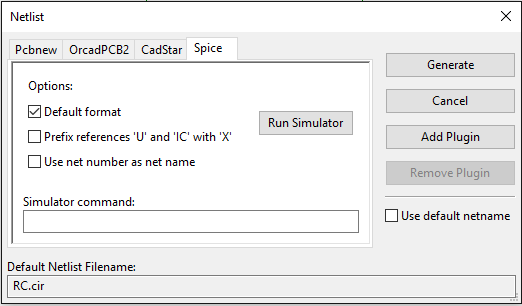 Netlist
Pcbnew OrcadPCB2 CadStar Spice
Options:
Default format
Prefix references 'U' and 'IC' with 'X'
Use net number as net name
Run Simulator
Simulator command:
Generate
Cancel
Add Plugin
Remove Plugin
Use default netname
Default Netlist Filename:
RC.cir